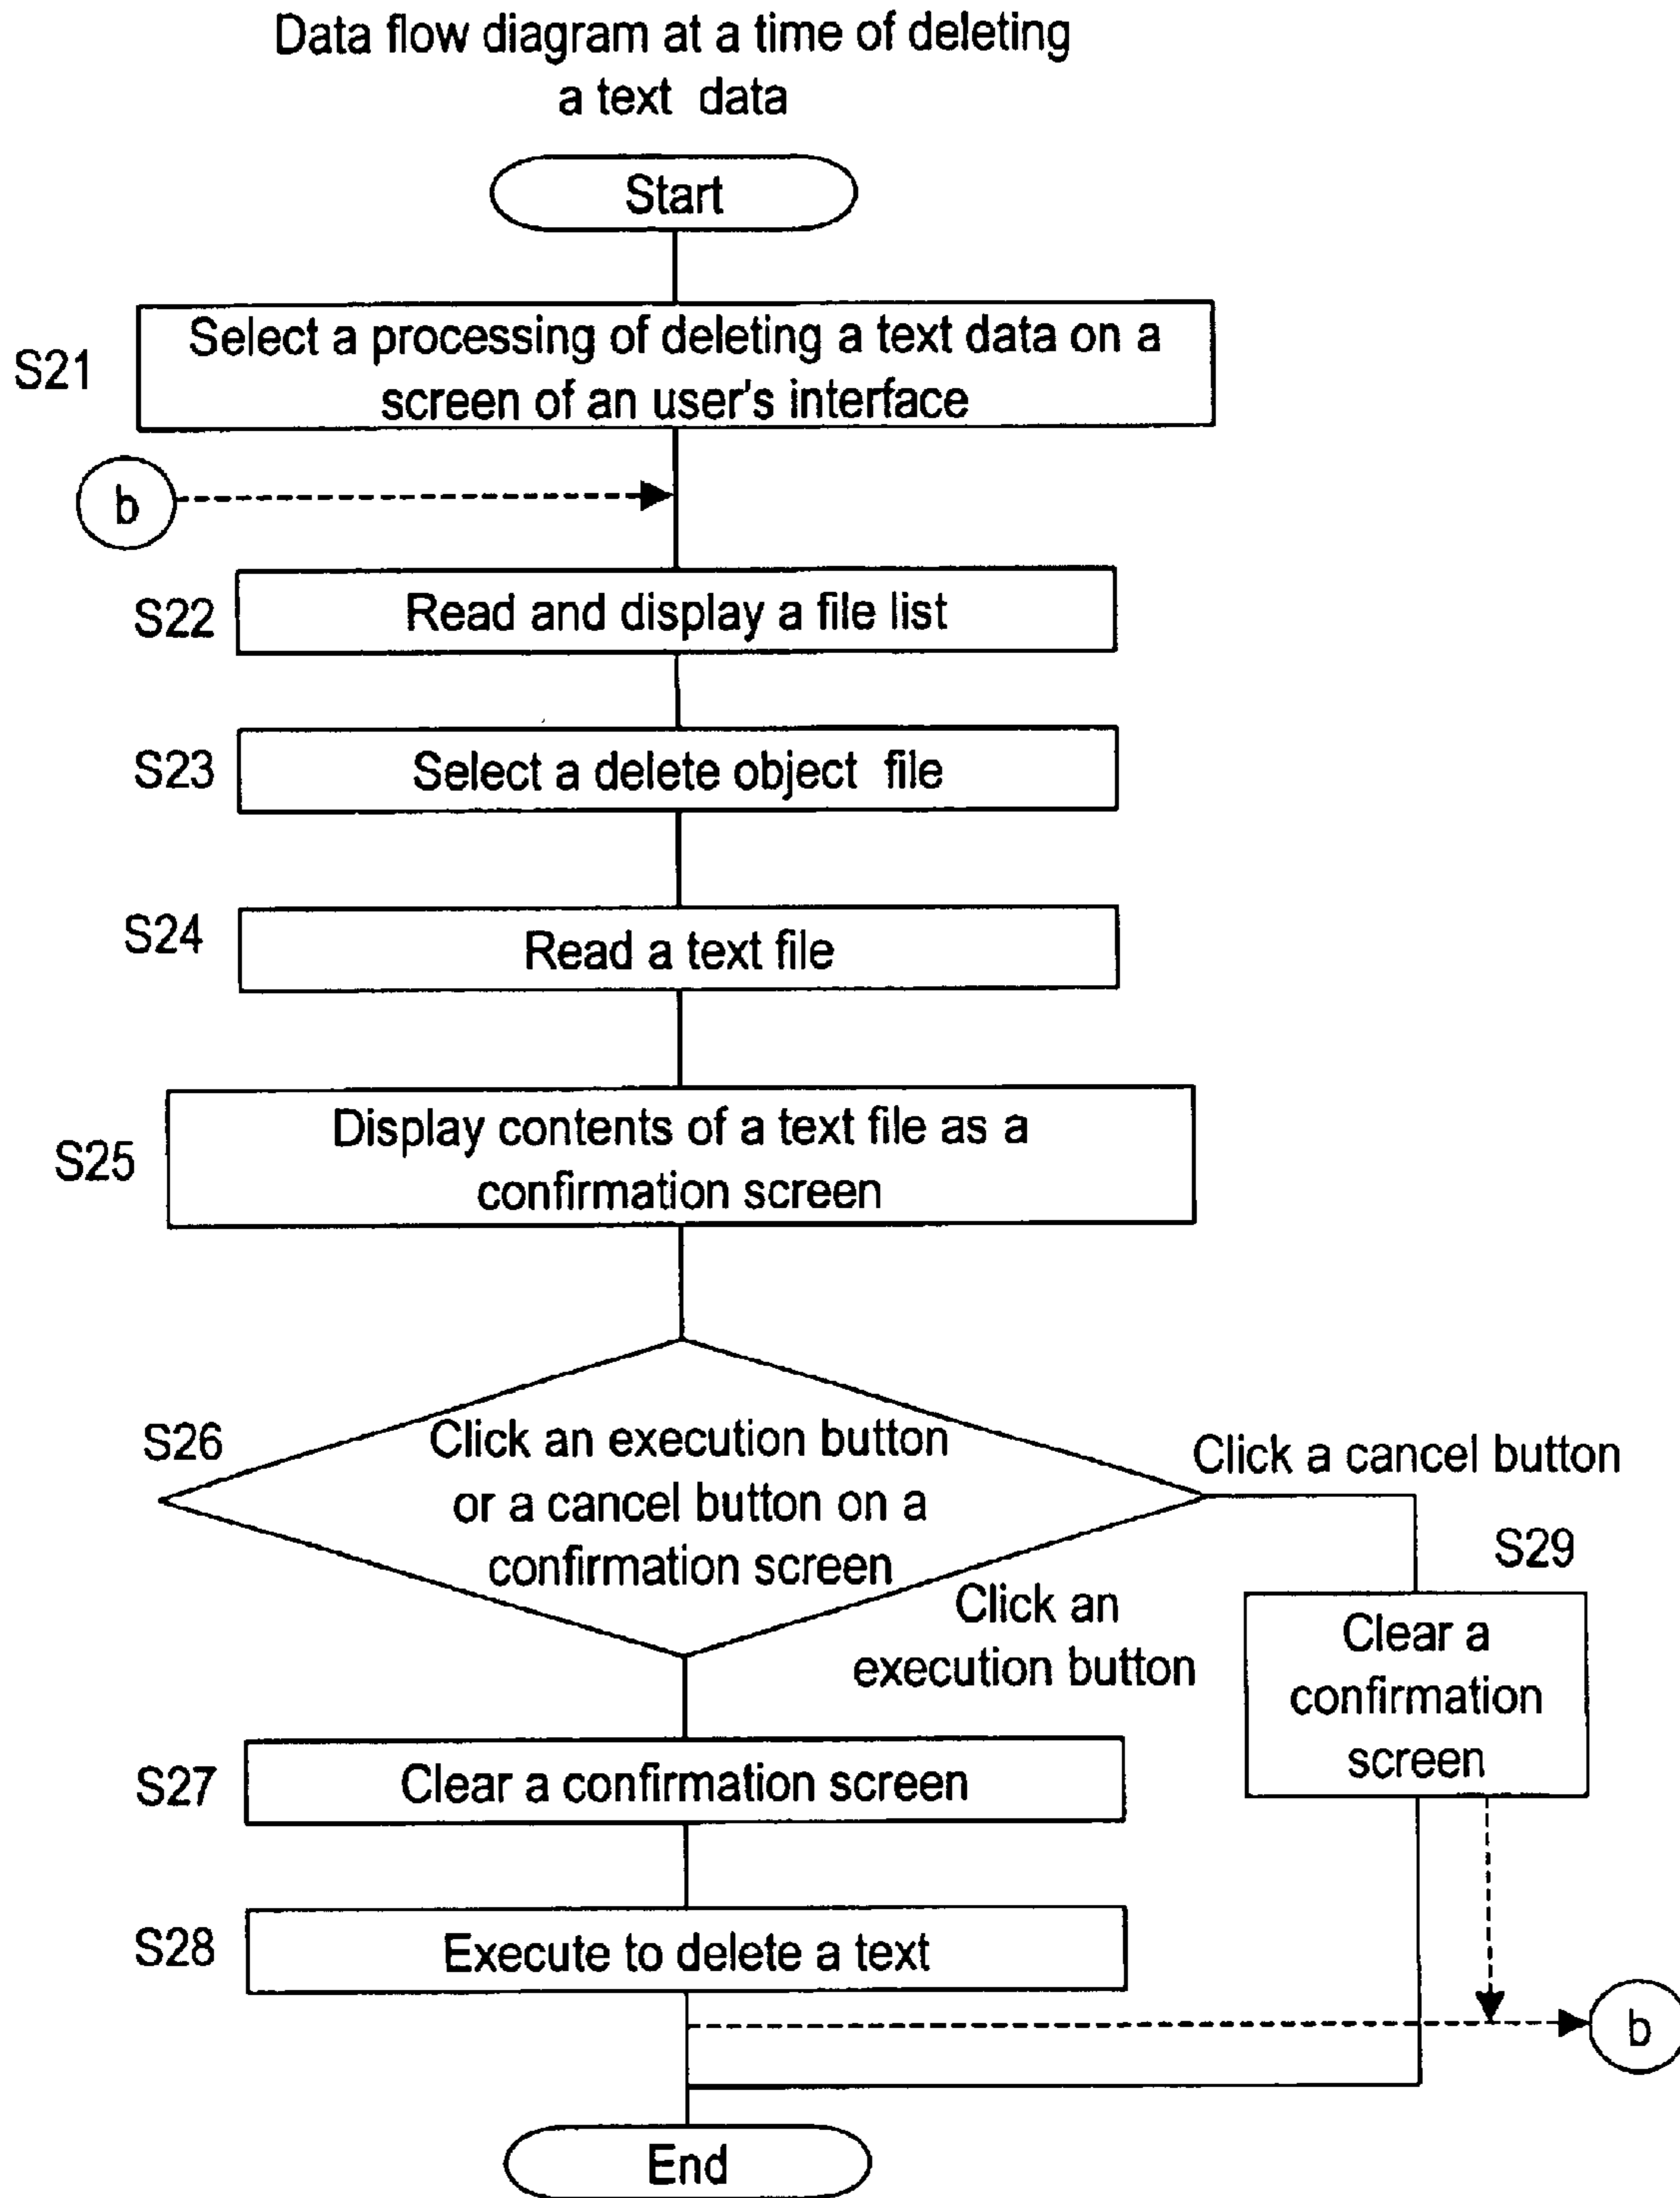 Data flow diagram at a time of deleting
a text data
Start
S21
Select a processing of deleting a text data on a
screen of an user's interface
b
S22
Read and display a file list
S23
Select a delete object file
S24
Read a text file
S25
Display contents of a text file as a
confirmation screen
S26
Click an execution button
or a cancel button on a
confirmation screen
Click a cancel button
S29
Clear a
confirmation
screen
Click an
execution button
S27
Clear a confirmation screen
S28
Execute to delete a text
b
End